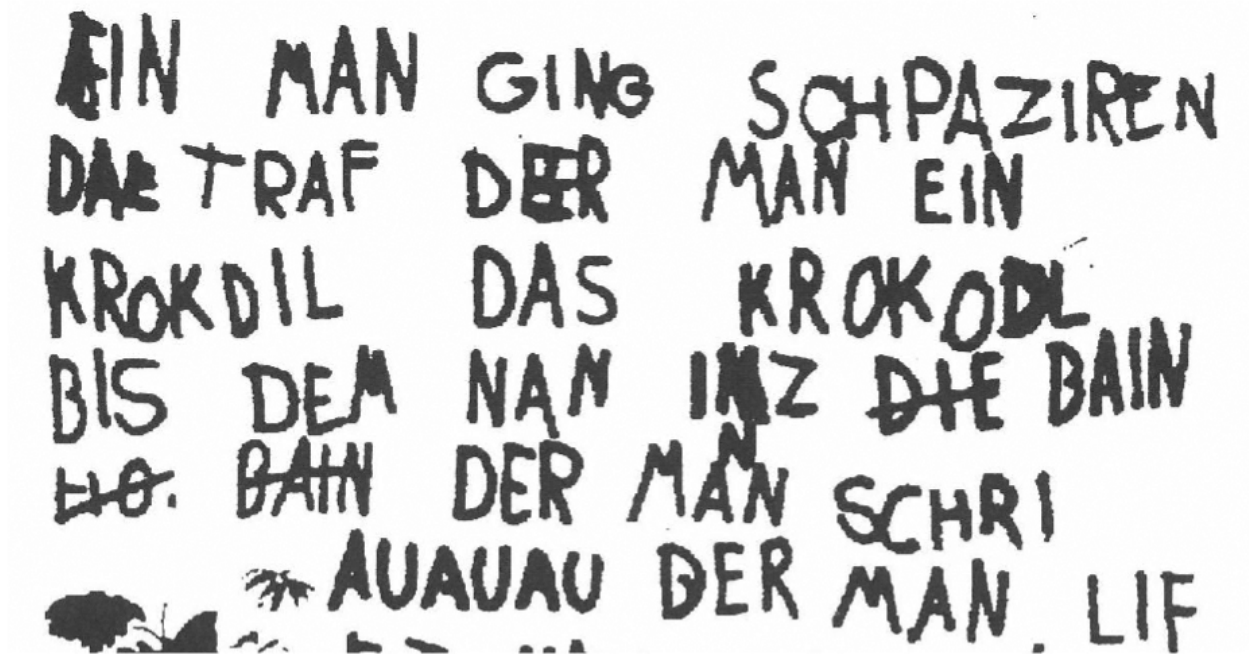 EIN MAN GING SCHPAZIREN
DA TRAF DER MAN EIN
KROKDIL DAS KROKODL
BIS DEM NAN INZ DIE BAIN
BAIN DER MAN SCHRI
AUAUAU DER MAN. LIF